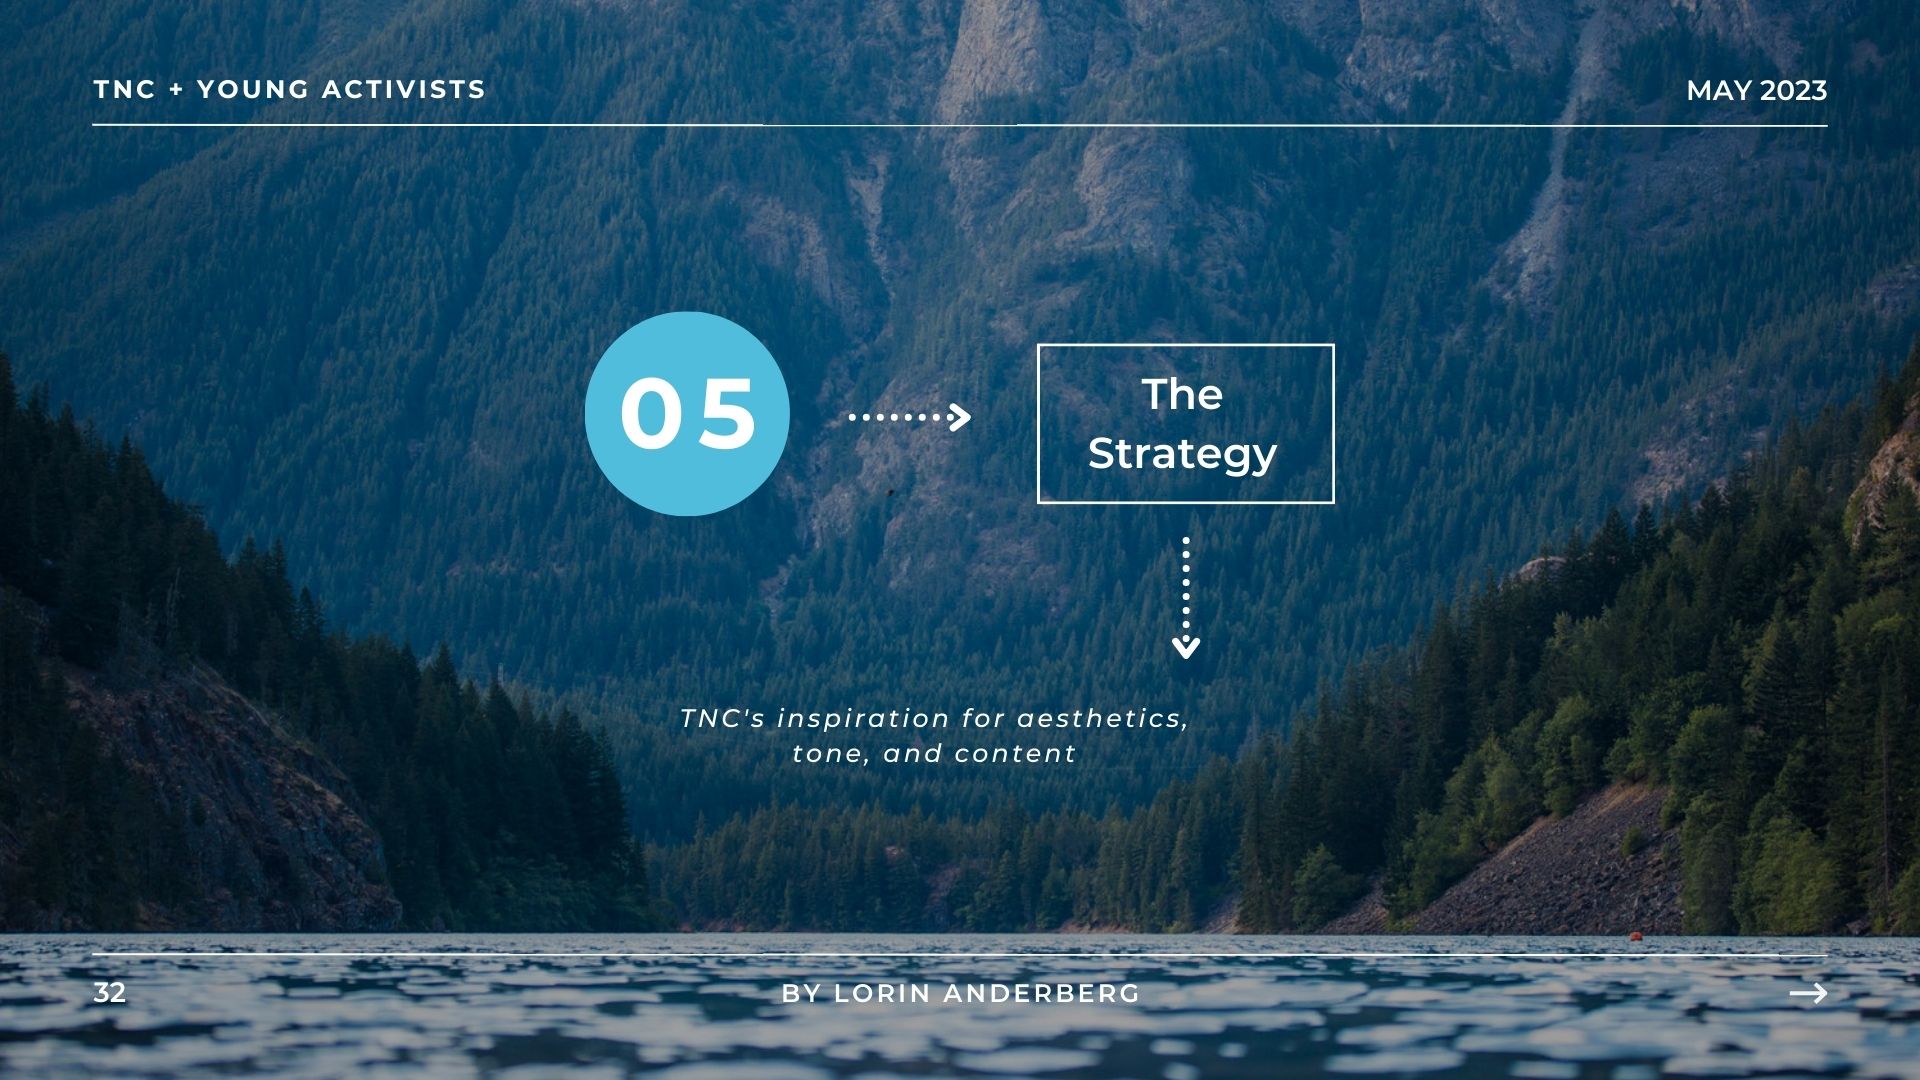 TNC + YOUNG ACTIVISTS
MAY 2023
05
The
Strategy
TNC's inspiration for aesthetics,
tone, and content
32
BY LORIN ANDERBERG